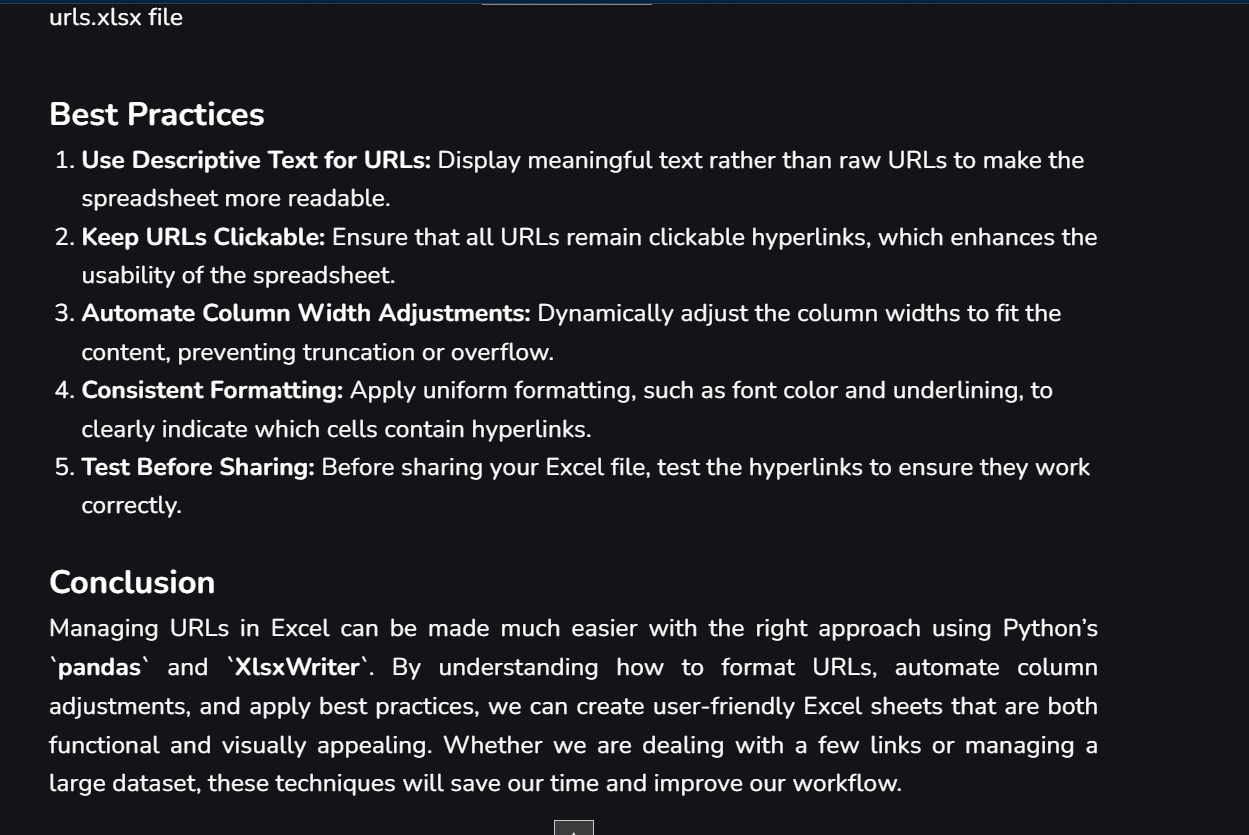 urls.xlsx file
Best Practices
1. Use Descriptive Text for URLs: Display meaningful text rather than raw URLs to make the
spreadsheet more readable.
2. Keep URLs Clickable: Ensure that all URLs remain clickable hyperlinks, which enhances the
usability of the spreadsheet.
3. Automate Column Width Adjustments: Dynamically adjust the column widths to fit the
content, preventing truncation or overflow.
4. Consistent Formatting: Apply uniform formatting, such as font color and underlining, to
clearly indicate which cells contain hyperlinks.
5. Test Before Sharing: Before sharing your Excel file, test the hyperlinks to ensure they work
correctly.
Conclusion
Managing URLs in Excel can be made much easier with the right approach using Python’s
`pandas` and `XlsxWriter`. By understanding how to format URLs, automate column
adjustments, and apply best practices, we can create user-friendly Excel sheets that are both
functional and visually appealing. Whether we are dealing with a few links or managing a
large dataset, these techniques will save our time and improve our workflow.